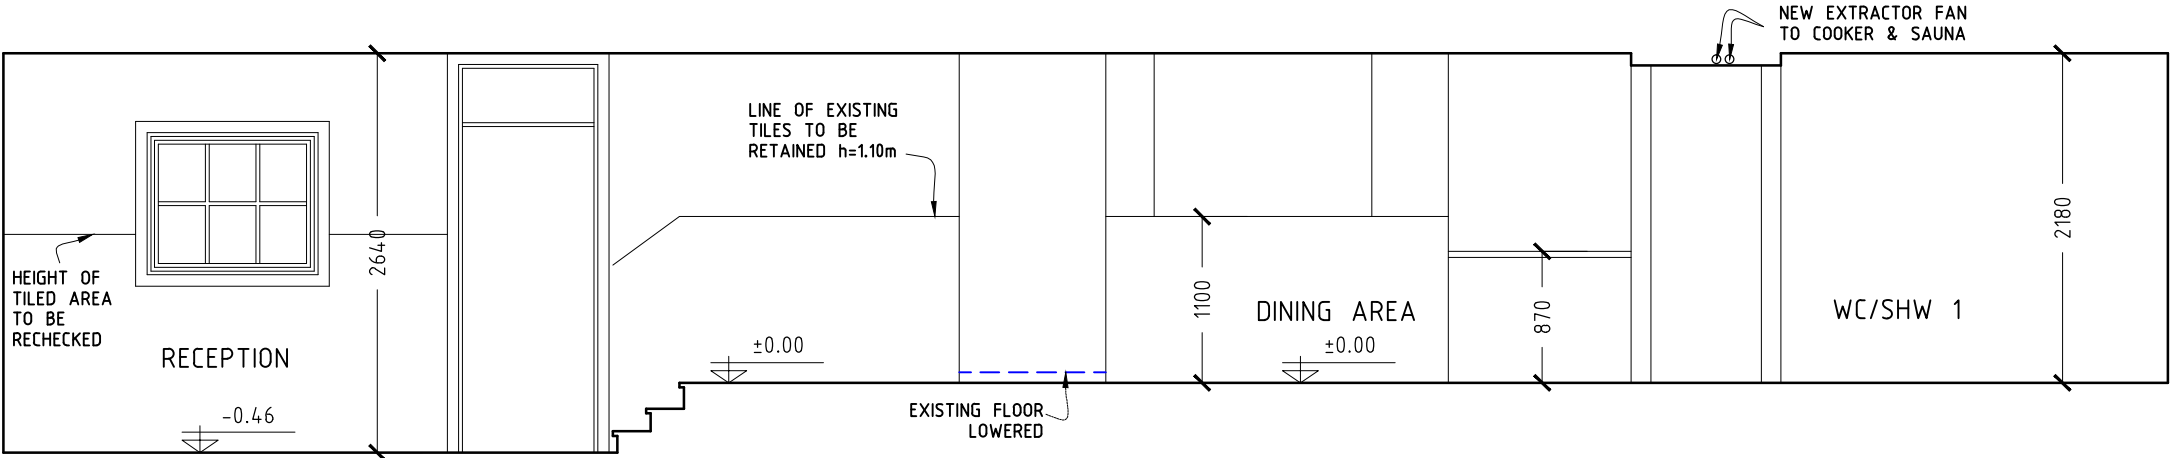 NEW EXTRACTOR FAN
TO COOKER & SAUNA
LINE OF EXISTING
TILES TO BE
RETAINED h=1.10m
2640
HEIGHT OF
TILED AREA
TO BE
RECHECKED
RECEPTION
-0.46
±0.00
EXISTING FLOOR
LOWERED
1100
DINING AREA
±0.00
870
WC/SHW 1
2180